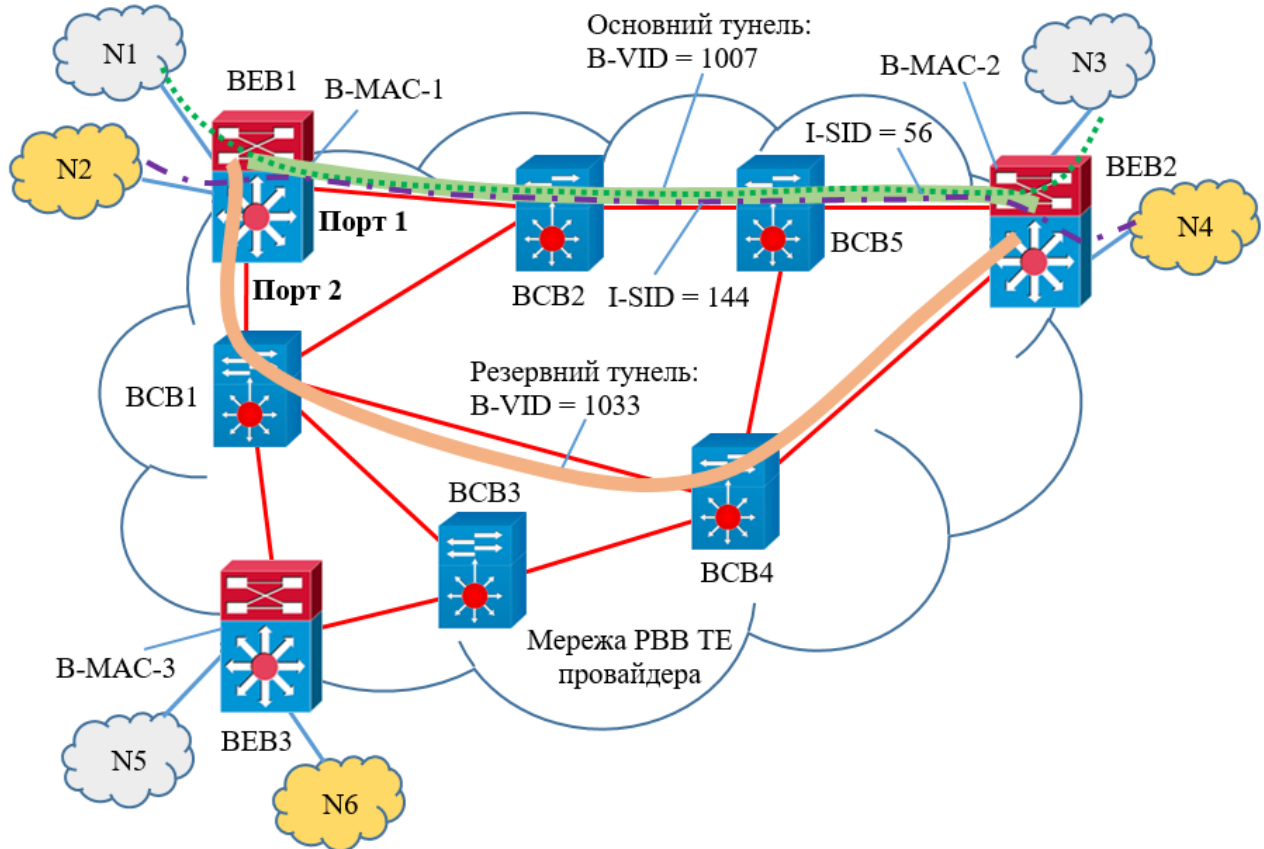 Основний тунель:
B-VID = 1007
N1
BEB1
B-MAC-1
B-MAC-2
N3
I-SID = 56
N2
BEB2
Порт 1
N4
BCB5
Порт 2
BCB2
I-SID = 144
Резервний тунель:
B-VID = 1033
BCB1
BCB3
BCB4
Мережа PBB TE
провайдера
B-MAC-3
BEB3
N5
N6